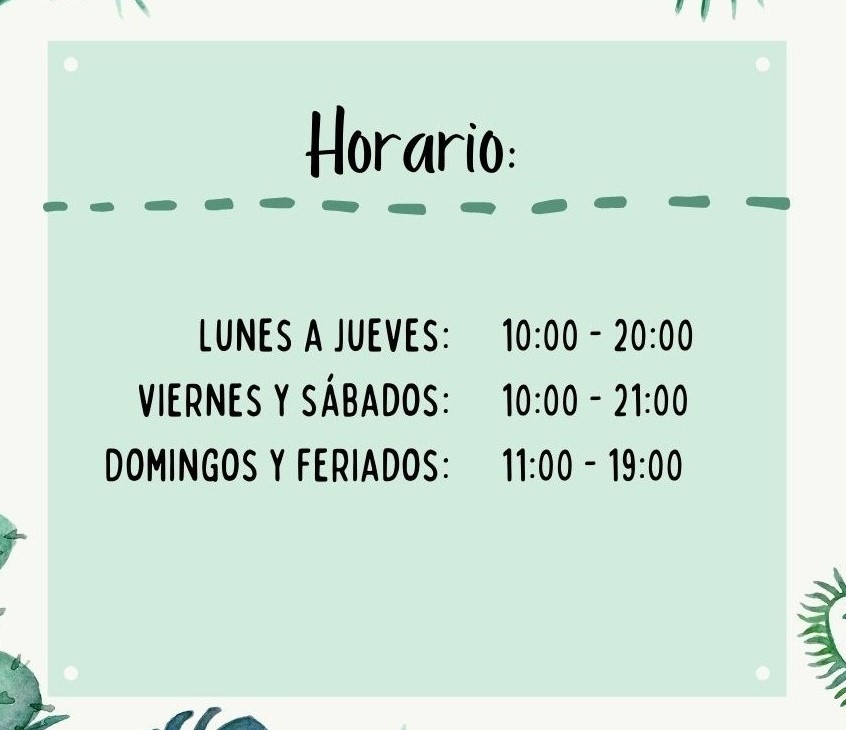 Horario:
LUNES A JUEVES: 10:00 - 20:00
VIERNES Y SÁBADOS: 10:00 - 21:00
DOMINGOS Y FERIADOS: 11:00 - 19:00